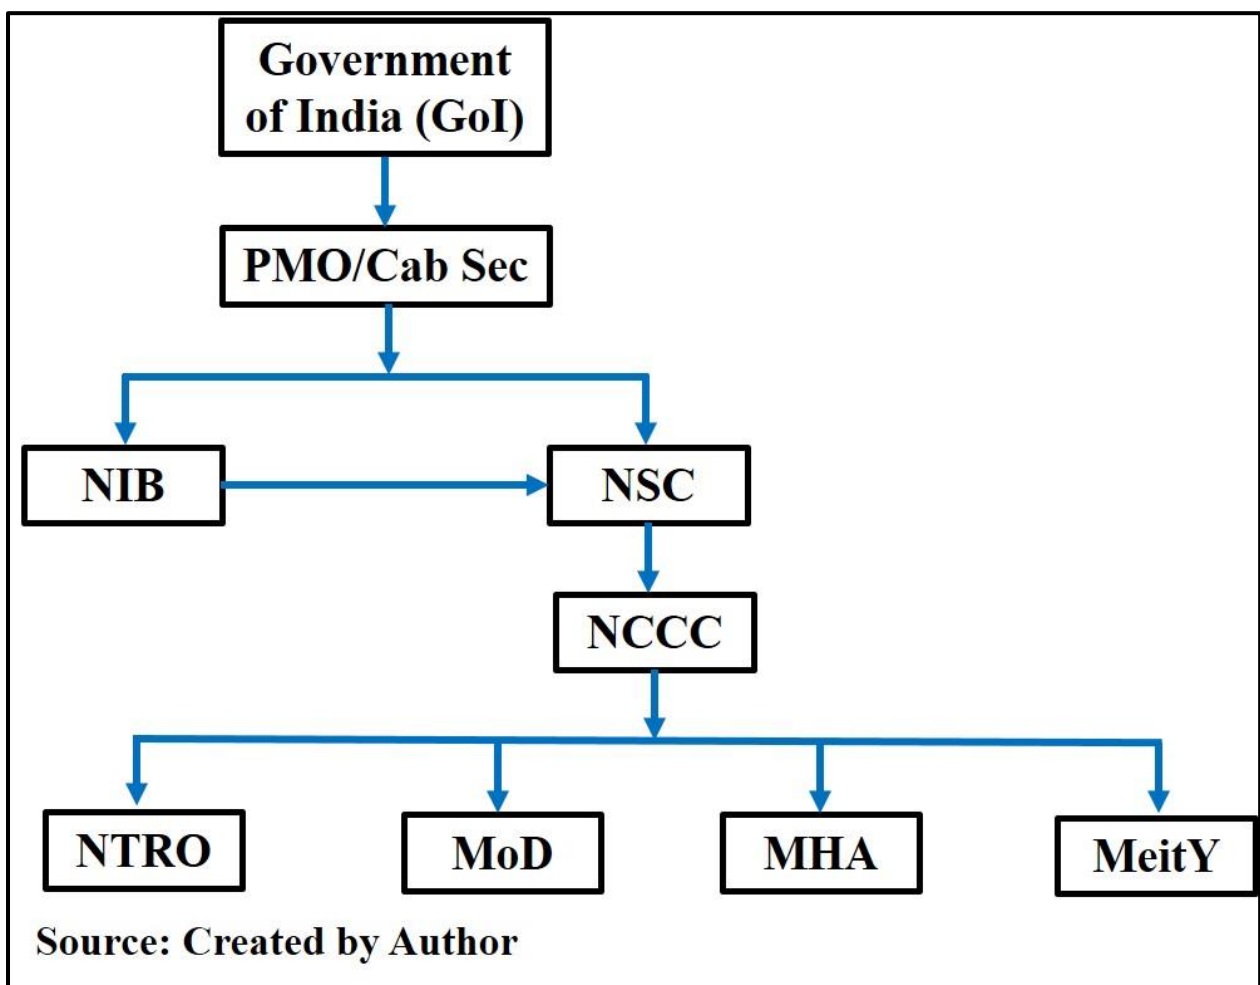 Government
of India (GoI)
PMO/Cab Sec
NIB
NSC
NCCC
NTRO
MoD
MHA
MeitY
Source: Created by Author